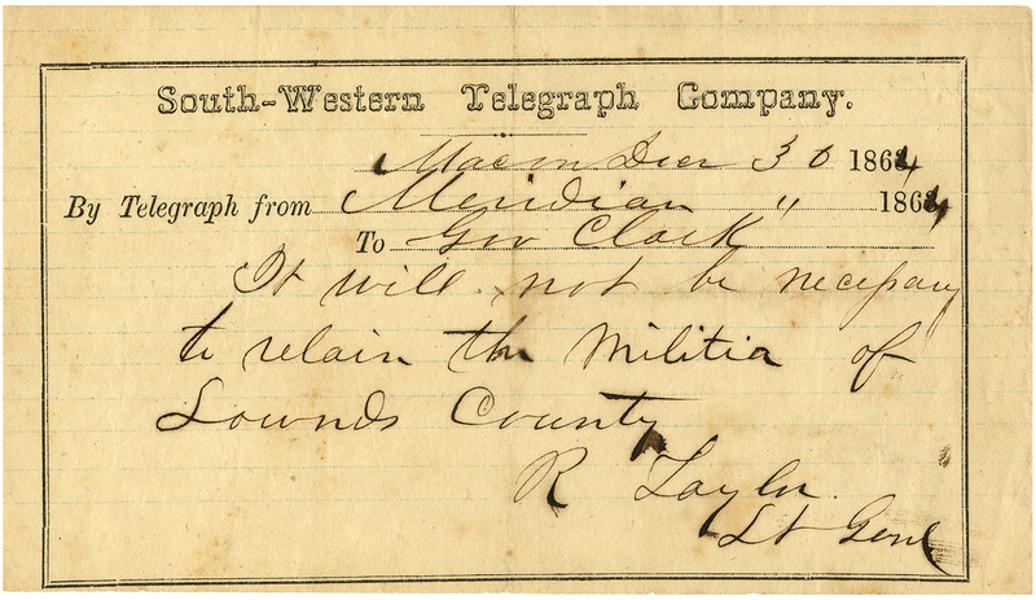 South-Western Telegraph Company.
Macon Decr 30 1864
By Telegraph from Meridian " 1864
To Gov Clark
It will not be necessary
to retain the Militia of
Lownds County
R Taylor
Lt Genl